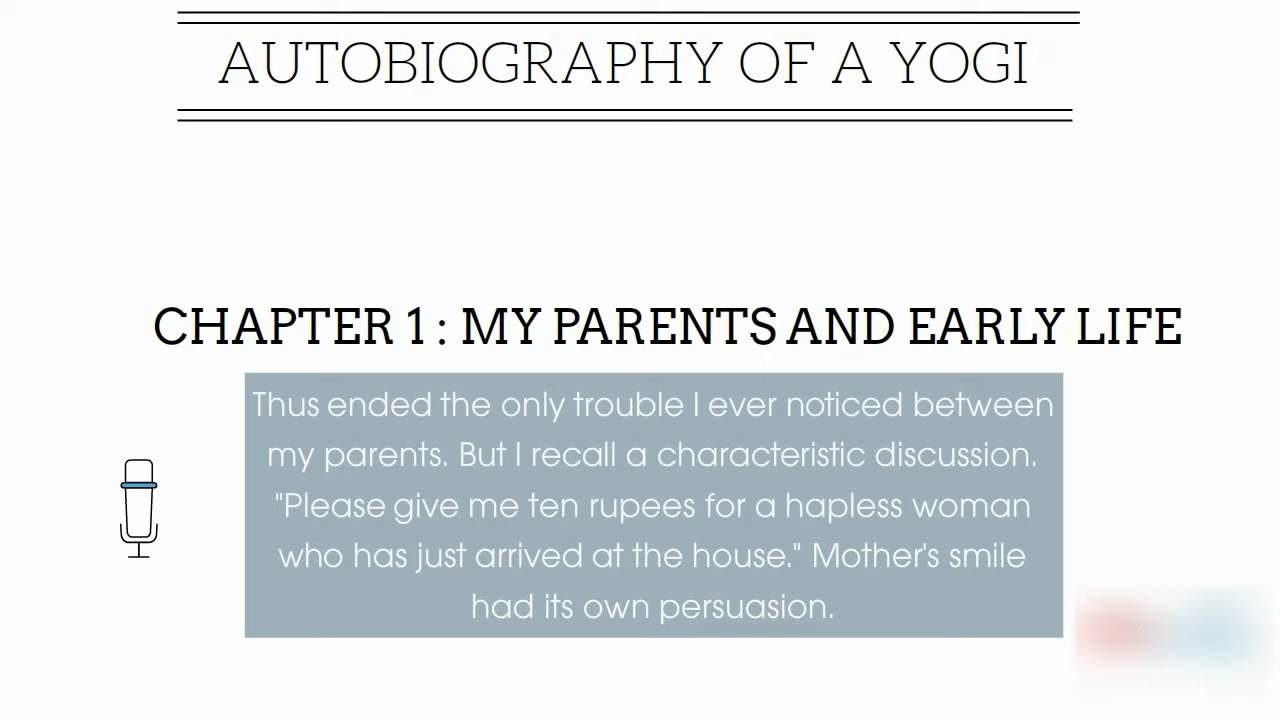 AUTOBIOGRAPHY OF A YOGI
CHAPTER 1 : MY PARENTS AND EARLY LIFE
Thus ended the only trouble I ever noticed between
my parents. But I recall a characteristic discussion.
"Please give me ten rupees for a hapless woman
who has just arrived at the house." Mother's smile
had its own persuasion.